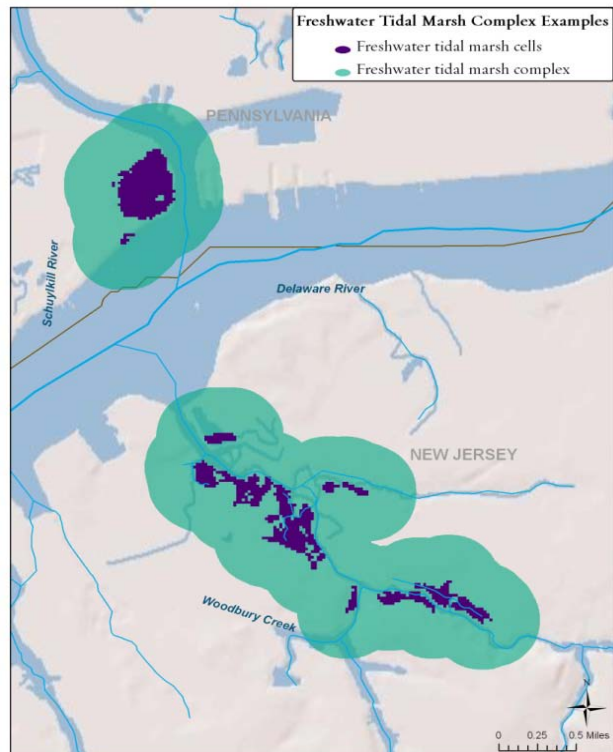 Freshwater Tidal Marsh Complex Examples
Freshwater tidal marsh cells
Freshwater tidal marsh complex
PENNSYLVANIA
Schuylkill River
Delaware River
NEW JERSEY
Woodbury Creek
N
0 0.25 0.5 Miles